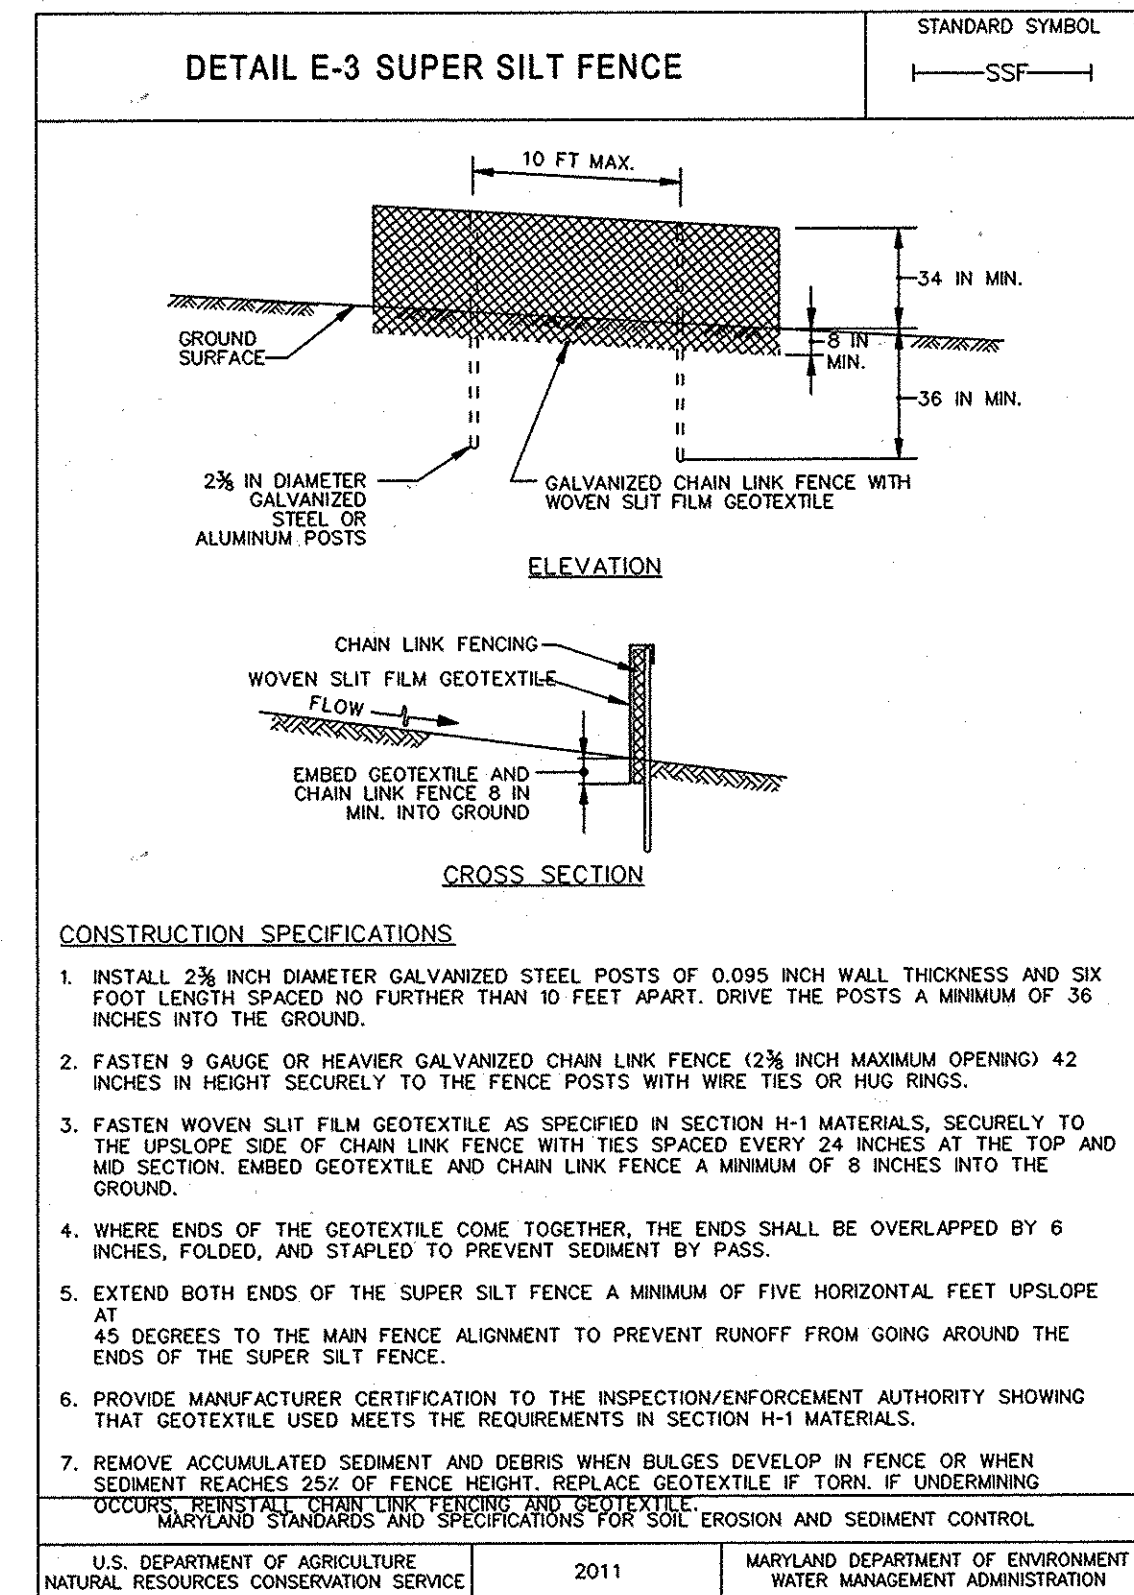 DETAIL E-3 SUPER SILT FENCE
STANDARD SYMBOL
SSF
10 FT MAX.
34 IN MIN.
GROUND
SURFACE
8 IN
MIN.
36 IN MIN.
2⅜ IN DIAMETER
GALVANIZED
STEEL OR
ALUMINUM POSTS
GALVANIZED CHAIN LINK FENCE WITH
WOVEN SLIT FILM GEOTEXTILE
ELEVATION
CHAIN LINK FENCING
WOVEN SLIT FILM GEOTEXTILE
FLOW
EMBED GEOTEXTILE AND
CHAIN LINK FENCE 8 IN
MIN. INTO GROUND
CROSS SECTION
CONSTRUCTION SPECIFICATIONS
1. INSTALL 2⅜ INCH DIAMETER GALVANIZED STEEL POSTS OF 0.095 INCH WALL THICKNESS AND SIX
FOOT LENGTH SPACED NO FURTHER THAN 10 FEET APART. DRIVE THE POSTS A MINIMUM OF 36
INCHES INTO THE GROUND.
2. FASTEN 9 GAUGE OR HEAVIER GALVANIZED CHAIN LINK FENCE (2⅜ INCH MAXIMUM OPENING) 42
INCHES IN HEIGHT SECURELY TO THE FENCE POSTS WITH WIRE TIES OR HUG RINGS.
3. FASTEN WOVEN SLIT FILM GEOTEXTILE AS SPECIFIED IN SECTION H-1 MATERIALS, SECURELY TO
THE UPSLOPE SIDE OF CHAIN LINK FENCE WITH TIES SPACED EVERY 24 INCHES AT THE TOP AND
MID SECTION. EMBED GEOTEXTILE AND CHAIN LINK FENCE A MINIMUM OF 8 INCHES INTO THE
GROUND.
4. WHERE ENDS OF THE GEOTEXTILE COME TOGETHER, THE ENDS SHALL BE OVERLAPPED BY 6
INCHES, FOLDED, AND STAPLED TO PREVENT SEDIMENT BY PASS.
5. EXTEND BOTH ENDS OF THE SUPER SILT FENCE A MINIMUM OF FIVE HORIZONTAL FEET UPSLOPE
AT
45 DEGREES TO THE MAIN FENCE ALIGNMENT TO PREVENT RUNOFF FROM GOING AROUND THE
ENDS OF THE SUPER SILT FENCE.
6. PROVIDE MANUFACTURER CERTIFICATION TO THE INSPECTION/ENFORCEMENT AUTHORITY SHOWING
THAT GEOTEXTILE USED MEETS THE REQUIREMENTS IN SECTION H-1 MATERIALS.
7. REMOVE ACCUMULATED SEDIMENT AND DEBRIS WHEN BULGES DEVELOP IN FENCE OR WHEN
SEDIMENT REACHES 25% OF FENCE HEIGHT. REPLACE GEOTEXTILE IF TORN. IF UNDERMINING
OCCURS, REINSTALL CHAIN LINK FENCING AND GEOTEXTILE.
MARYLAND STANDARDS AND SPECIFICATIONS FOR SOIL EROSION AND SEDIMENT CONTROL
U.S. DEPARTMENT OF AGRICULTURE
NATURAL RESOURCES CONSERVATION SERVICE
2011
MARYLAND DEPARTMENT OF ENVIRONMENT
WATER MANAGEMENT ADMINISTRATION